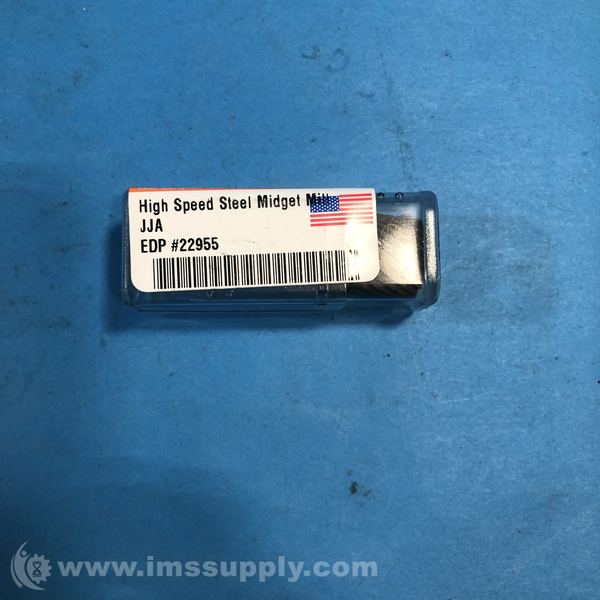 High Speed Steel Midget Mill
JJA
EDP #22955
www.imssupply.com